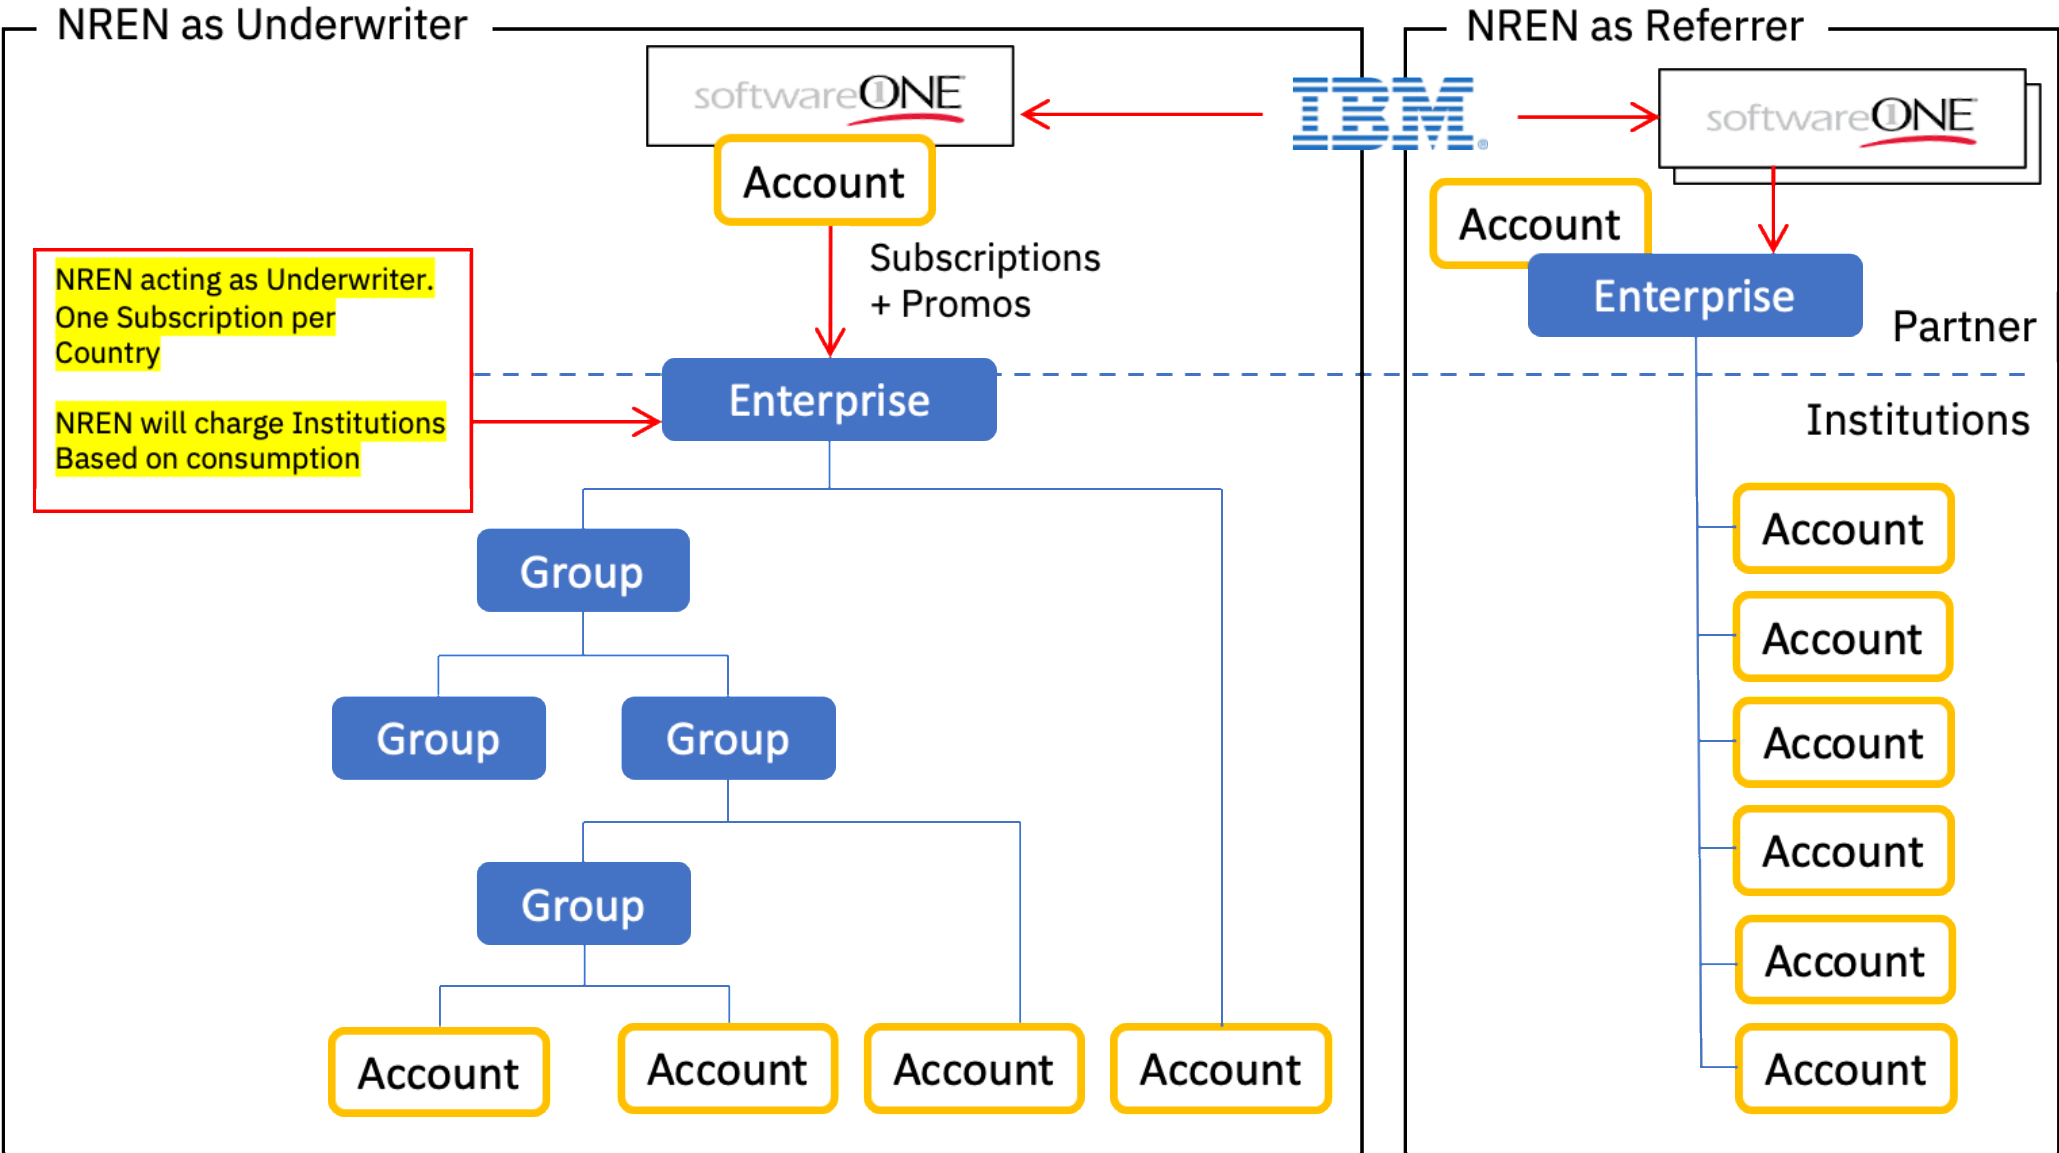 NREN as Underwriter
softwareONE
Account
Subscriptions
+ Promos
NREN acting as Underwriter.
One Subscription per
Country
NREN will charge Institutions
Based on consumption
Enterprise
Group
Group
Group
Group
Account
Account
Account
Account
IBM®
NREN as Referrer
softwareONE
Account
Enterprise
Partner
Institutions
Account
Account
Account
Account
Account
Account